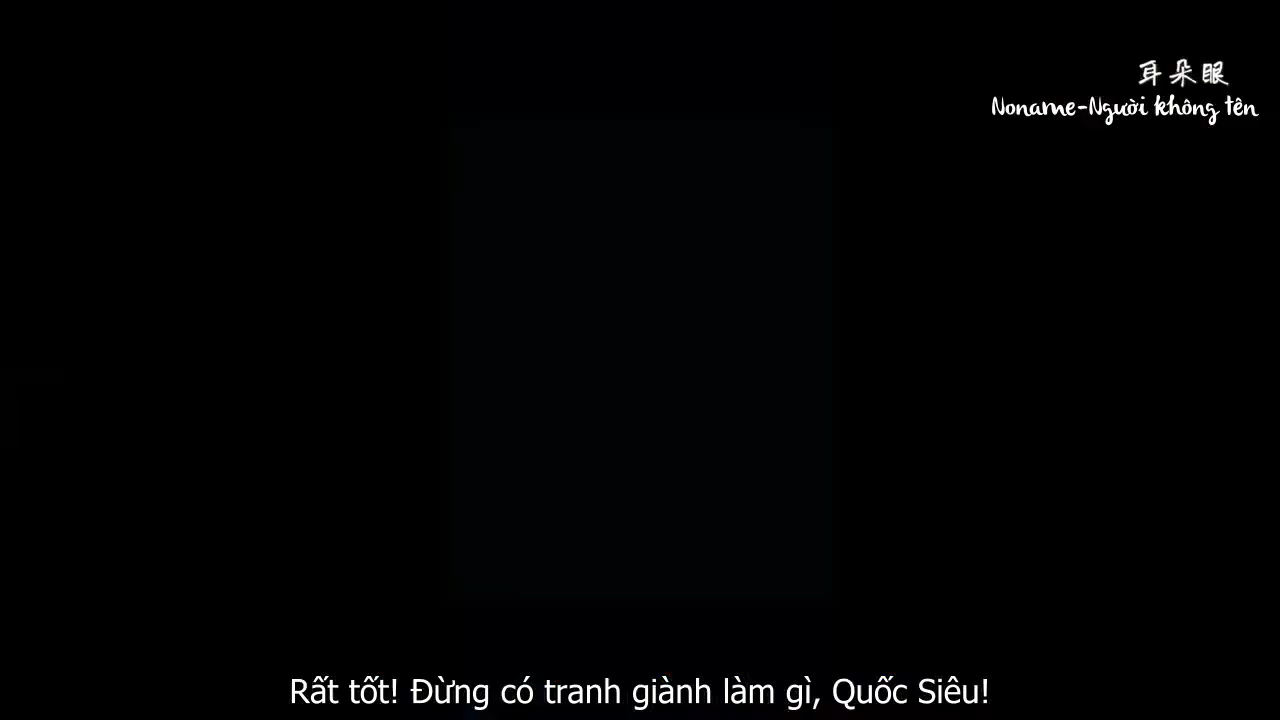 耳朵眼
Noname-Người không tên
Rất tốt! Đừng có tranh giành làm gì, Quốc Siêu!